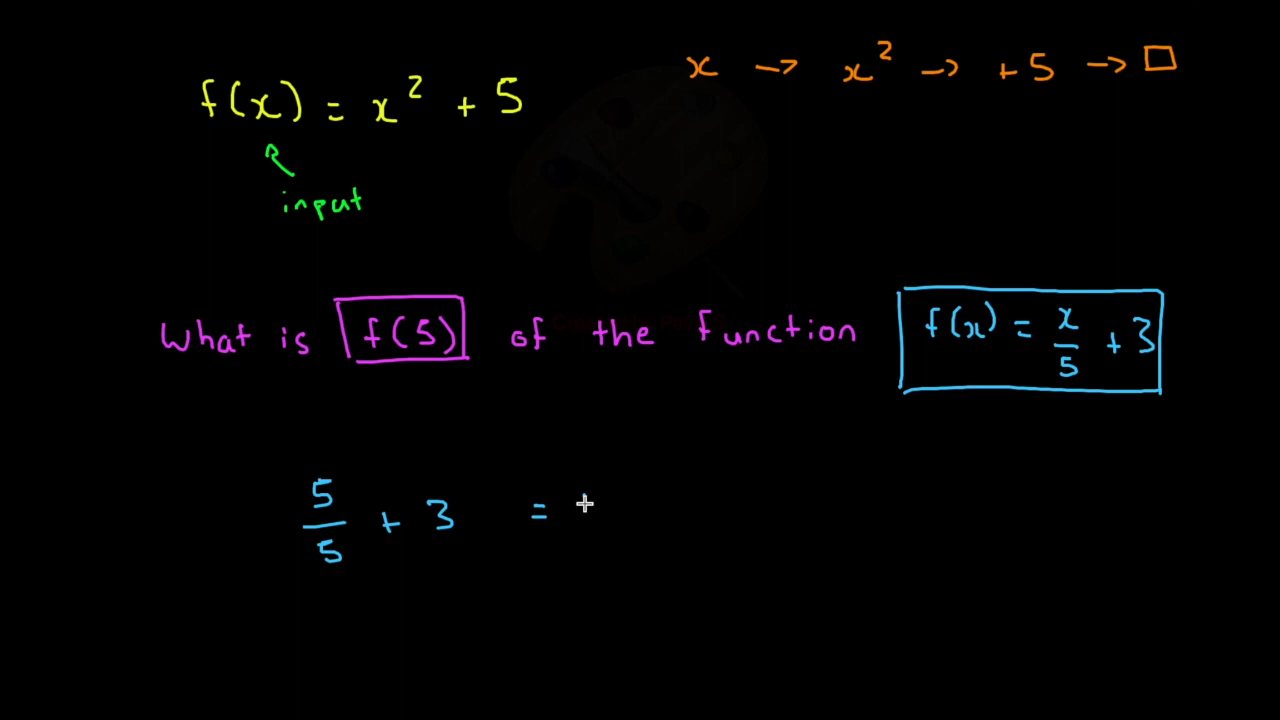 f(x) = x² + 5
x → x² → +5 → □
input
What is f(5) of the function f(x) = x/5 + 3
5/5 + 3 =